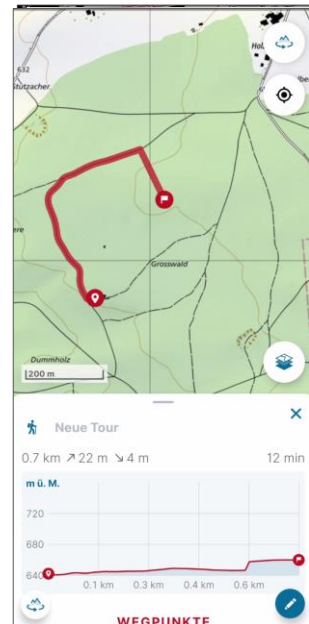 632
Stutzacher
Grosswald
Dummholz
200 m
Neue Tour
0.7 km ↗ 22 m ↘ 4 m 12 min
m ü. M.
720
680
640
0.1 km 0.3 km 0.4 km 0.6 km
WEGPUNKTE